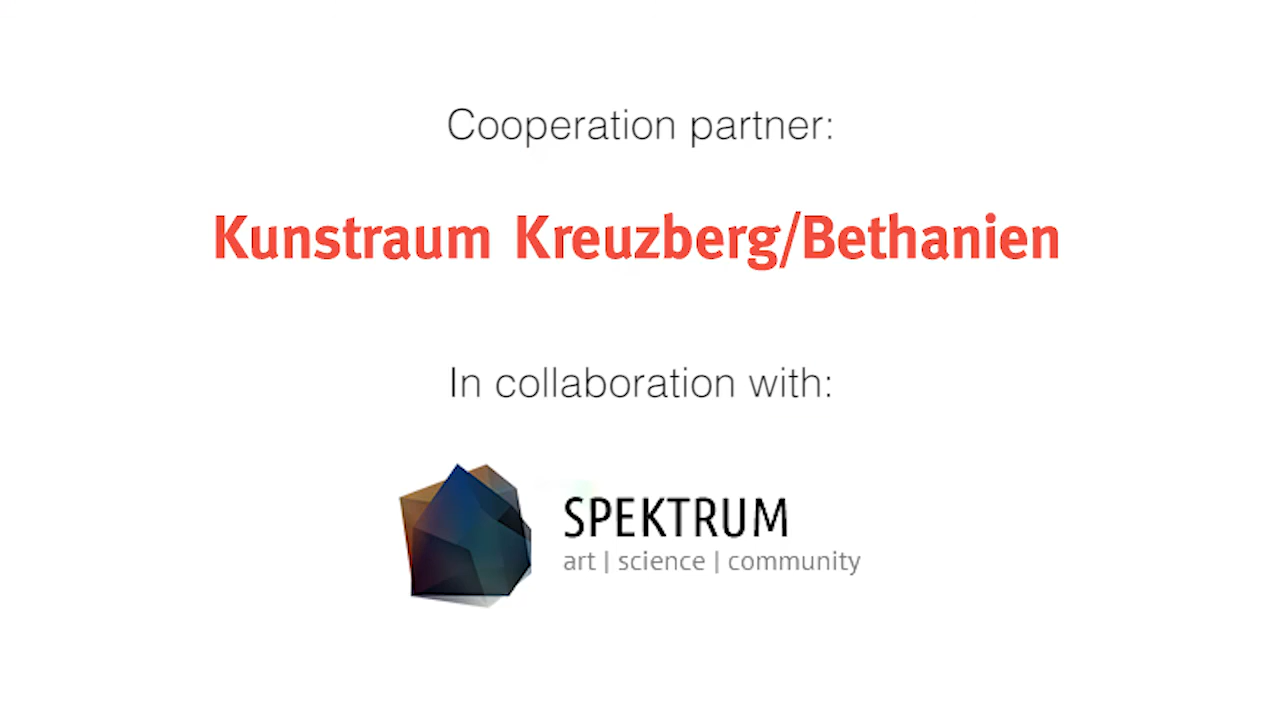 Cooperation partner:
Kunstraum Kreuzberg/Bethanien
In collaboration with:
SPEKTRUM
art | science | community